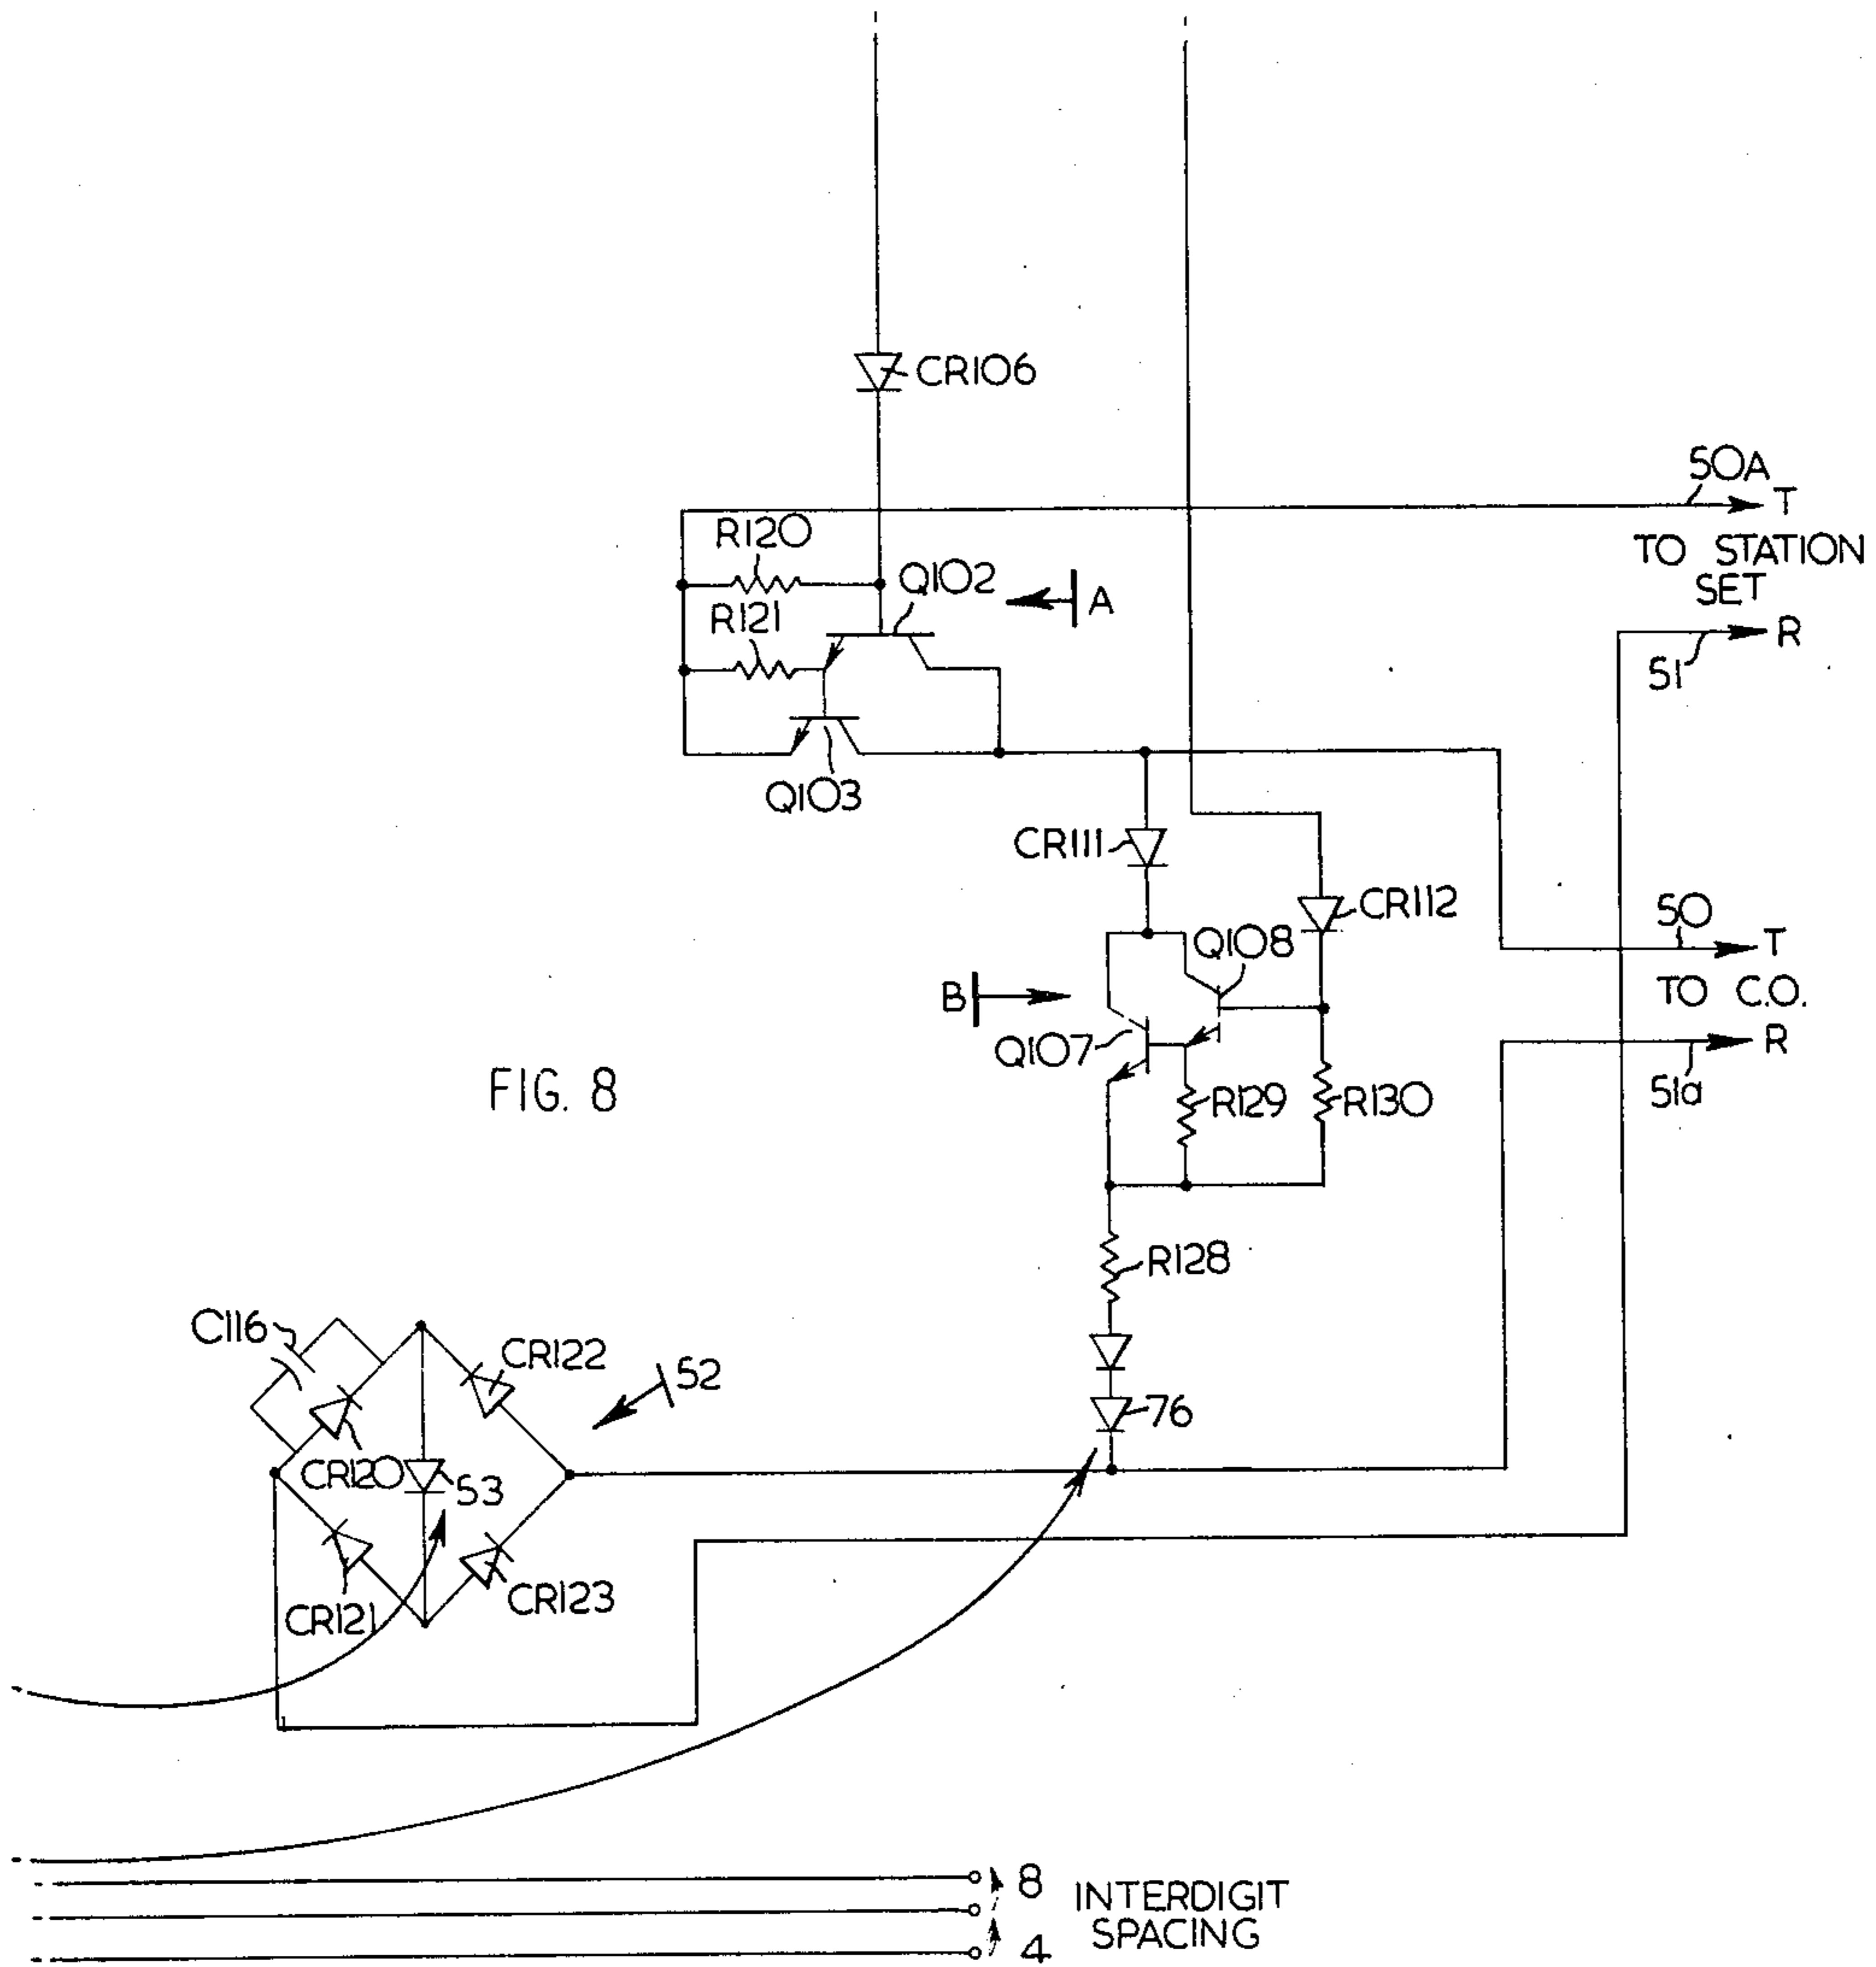 CR106
50A
T
R120
TO STATION
SET
Q102
A
R121
R
51
Q103
CR111
CR112
50
Q108
T
B
TO C.O.
Q107
R
FIG. 8
R129
R130
51a
R128
C116
CR122
52
76
CR120
53
CR123
CR121
8
INTERDIGIT
SPACING
4